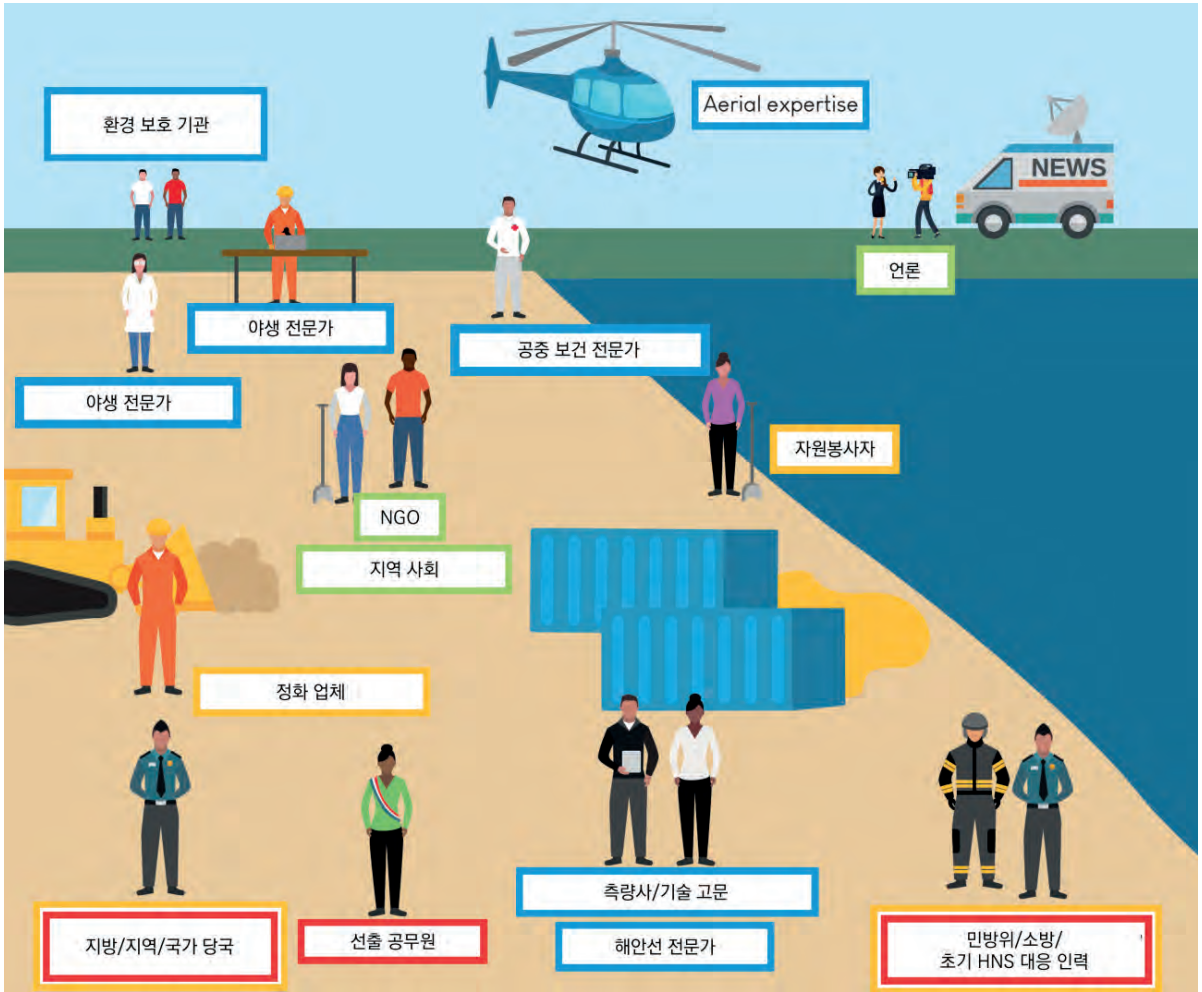 환경 보호 기관
Aerial expertise
NEWS
언론
야생 전문가
공중 보건 전문가
야생 전문가
자원봉사자
NGO
지역 사회
정화 업체
측량사/기술 고문
지방/지역/국가 당국
선출 공무원
해안선 전문가
민방위/소방/
초기 HNS 대응 인력